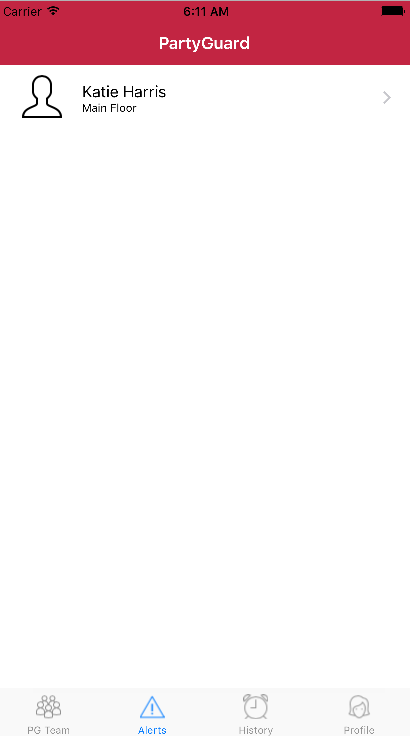 Carrier 6:11 AM
PartyGuard
Katie Harris
Main Floor
PG Team Alerts History Profile